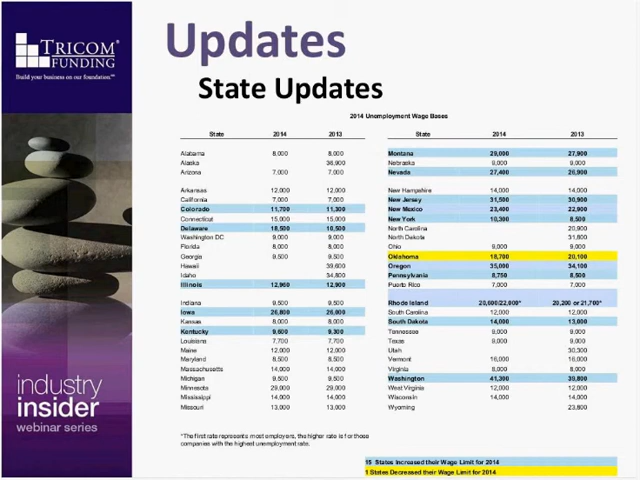 TRICOM®
FUNDING
Build your business on our foundation.℠
Updates
State Updates
2014 Unemployment Wage Bases
State 2014 2013
Alabama 8,000 8,000
Alaska 36,900
Arizona 7,000 7,000
Arkansas 12,000 12,000
California 7,000 7,000
Colorado 11,700 11,300
Connecticut 15,000 15,000
Delaware 18,500 10,500
Washington DC 9,000 9,000
Florida 8,000 8,000
Georgia 9,500 9,500
Hawaii 39,600
Idaho 34,800
Illinois 12,960 12,900
Indiana 9,500 9,500
Iowa 26,800 26,000
Kansas 8,000 8,000
Kentucky 9,600 9,300
Louisiana 7,700 7,700
Maine 12,000 12,000
Maryland 8,500 8,500
Massachusetts 14,000 14,000
Michigan 9,500 9,500
Minnesota 29,000 29,000
Mississippi 14,000 14,000
Missouri 13,000 13,000
State 2014 2013
Montana 29,000 27,900
Nebraska 9,000 9,000
Nevada 27,400 26,900
New Hampshire 14,000 14,000
New Jersey 31,500 30,900
New Mexico 23,400 22,900
New York 10,300 8,500
North Carolina 20,900
North Dakota 31,800
Ohio 9,000 9,000
Oklahoma 18,700 20,100
Oregon 35,000 34,100
Pennsylvania 8,750 8,500
Puerto Rico 7,000 7,000
Rhode Island 20,600/22,000* 20,200 or 21,700*
South Carolina 12,000 12,000
South Dakota 14,000 13,000
Tennessee 9,000 9,000
Texas 9,000 9,000
Utah 30,300
Vermont 16,000 16,000
Virginia 8,000 8,000
Washington 41,300 39,800
West Virginia 12,000 12,000
Wisconsin 14,000 14,000
Wyoming 23,800
*The first rate represents most employers, the higher rate is for those
companies with the highest unemployment rate.
15 States Increased their Wage Limit for 2014
1 States Decreased their Wage Limit for 2014
industry
insider
webinar series